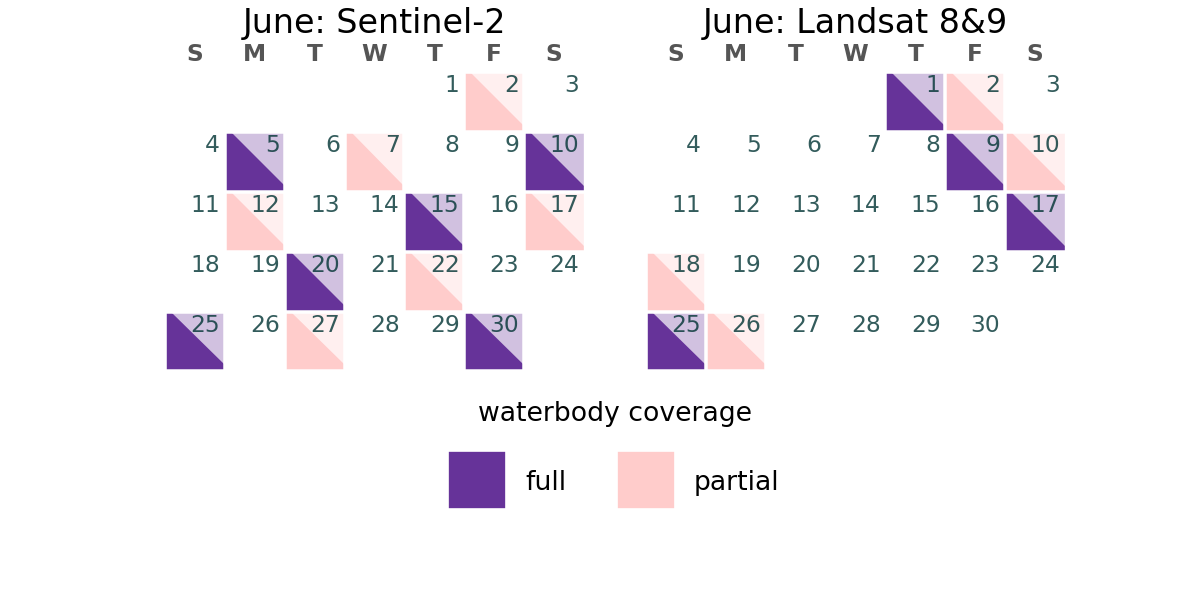 June: Sentinel-2
S M T W T F S
1 2 3
4 5 6 7 8 9 10
11 12 13 14 15 16 17
18 19 20 21 22 23 24
25 26 27 28 29 30
June: Landsat 8&9
S M T W T F S
1 2 3
4 5 6 7 8 9 10
11 12 13 14 15 16 17
18 19 20 21 22 23 24
25 26 27 28 29 30
waterbody coverage
full partial